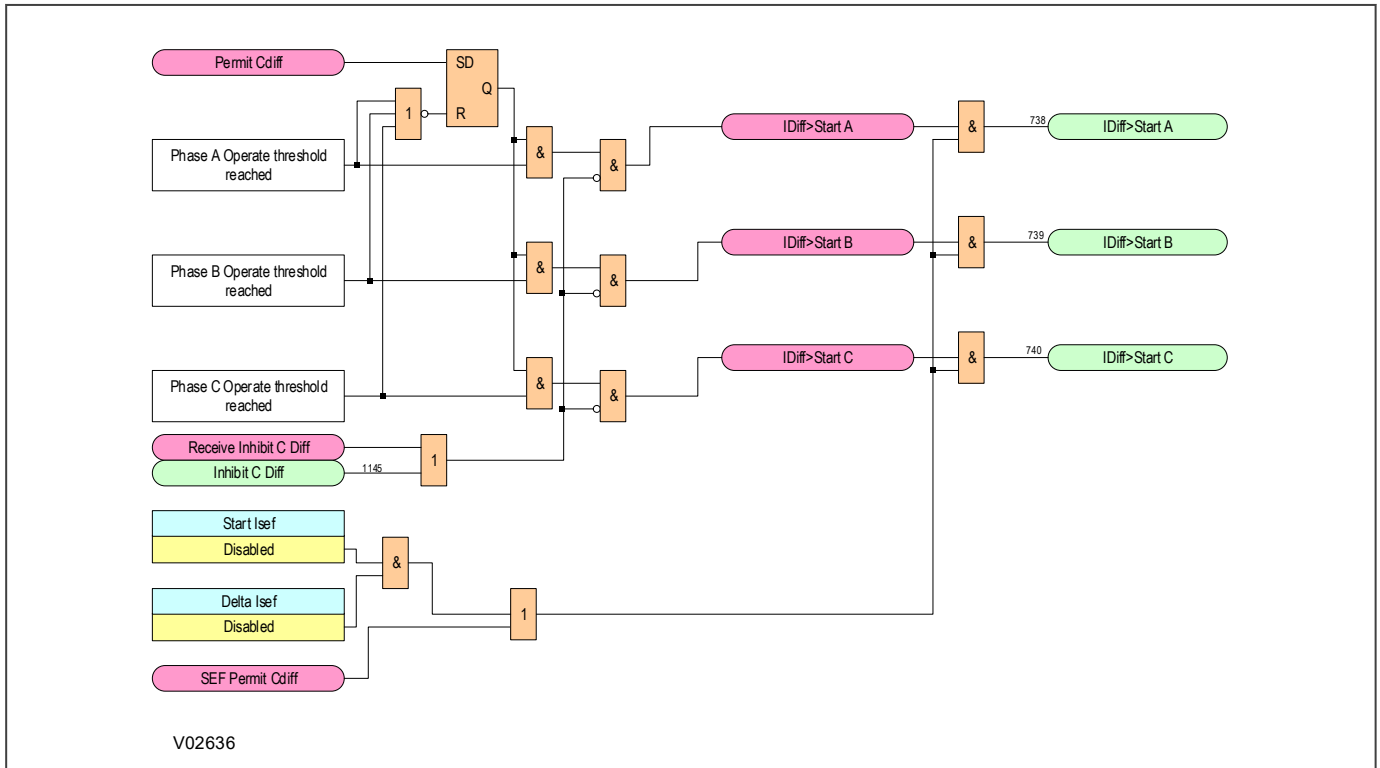 Permit Cdiff
SD
Q
R
1
Phase A Operate threshold
reached
&
&
IDiff>Start A
&
738
IDiff>Start A
Phase B Operate threshold
reached
&
&
IDiff>Start B
&
739
IDiff>Start B
Phase C Operate threshold
reached
&
&
IDiff>Start C
&
740
IDiff>Start C
Receive Inhibit C Diff
Inhibit C Diff
1145
1
Start Isef
Disabled
&
Delta Isef
Disabled
1
SEF Permit Cdiff
V02636